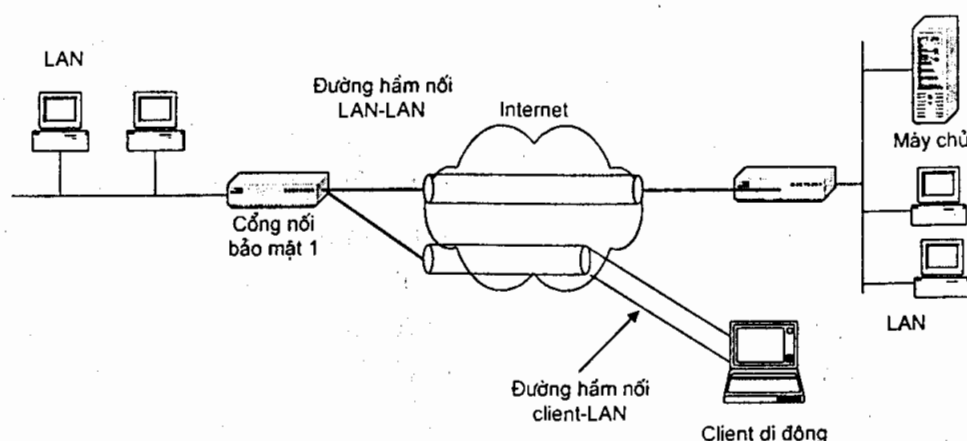 LAN
Đường hầm nối
LAN-LAN
Internet
Máy chủ
Cổng nối
bảo mật 1
LAN
Đường hầm nối
client-LAN
Client di động